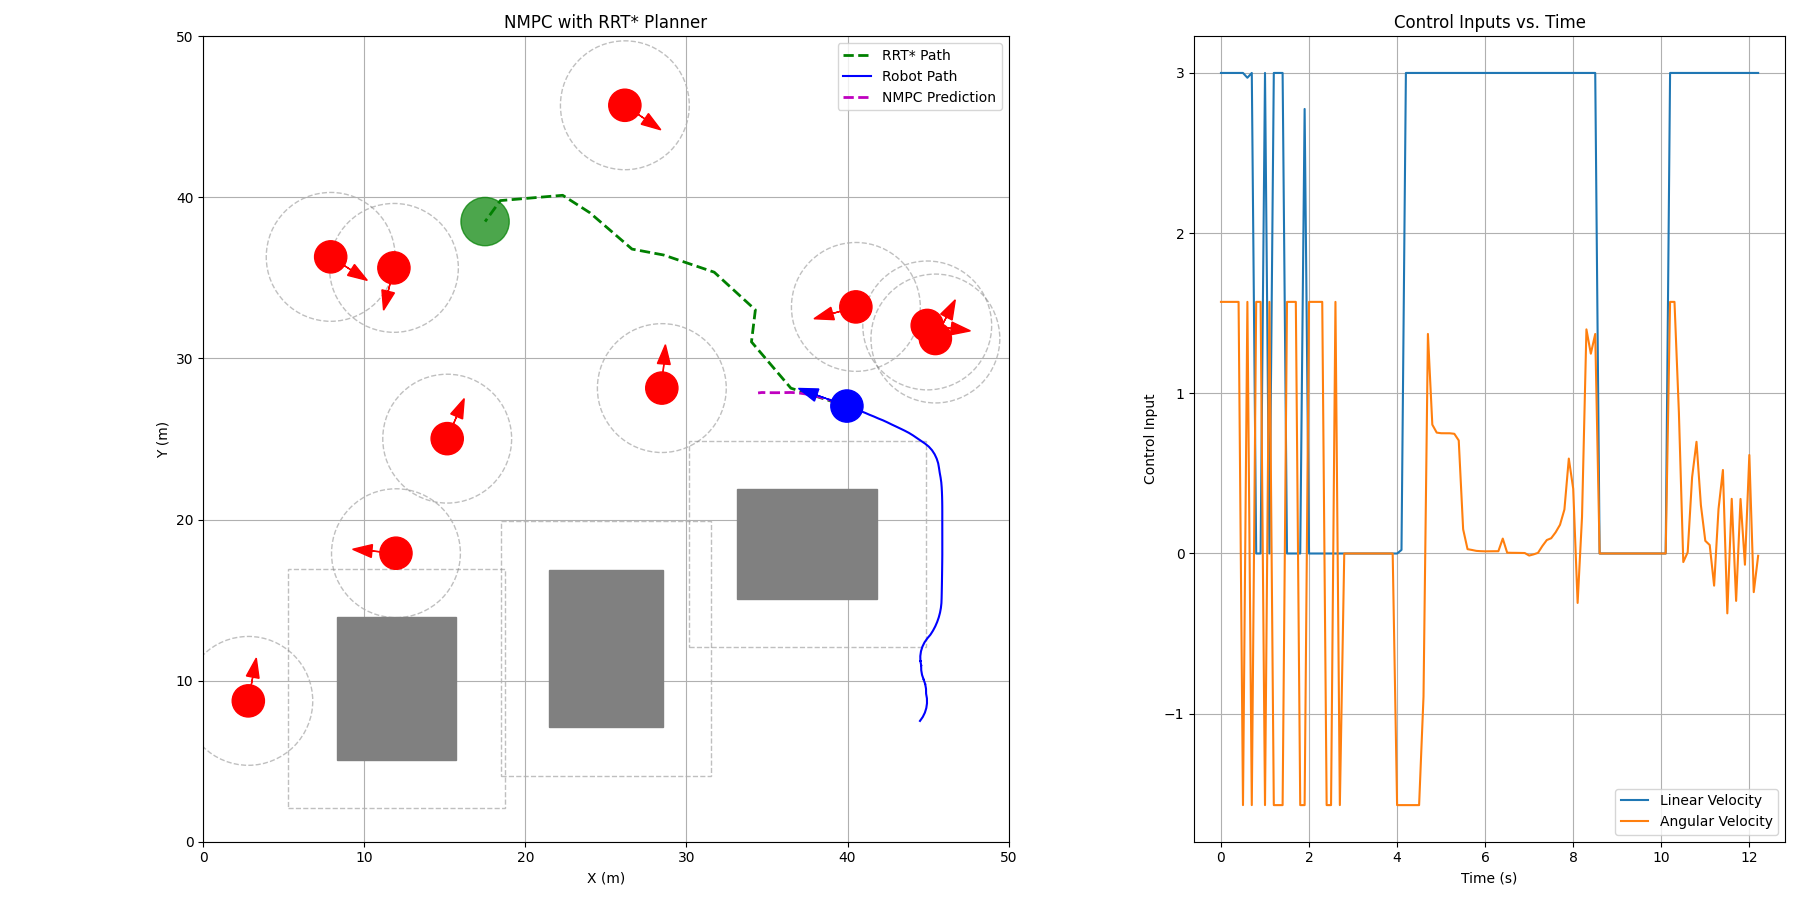 NMPC with RRT* Planner
50
40
30
20
10
0
Y (m)
0 10 20 30 40 50
X (m)
RRT* Path
Robot Path
NMPC Prediction
Control Inputs vs. Time
3
2
1
0
−1
Control Input
0 2 4 6 8 10 12
Time (s)
Linear Velocity
Angular Velocity